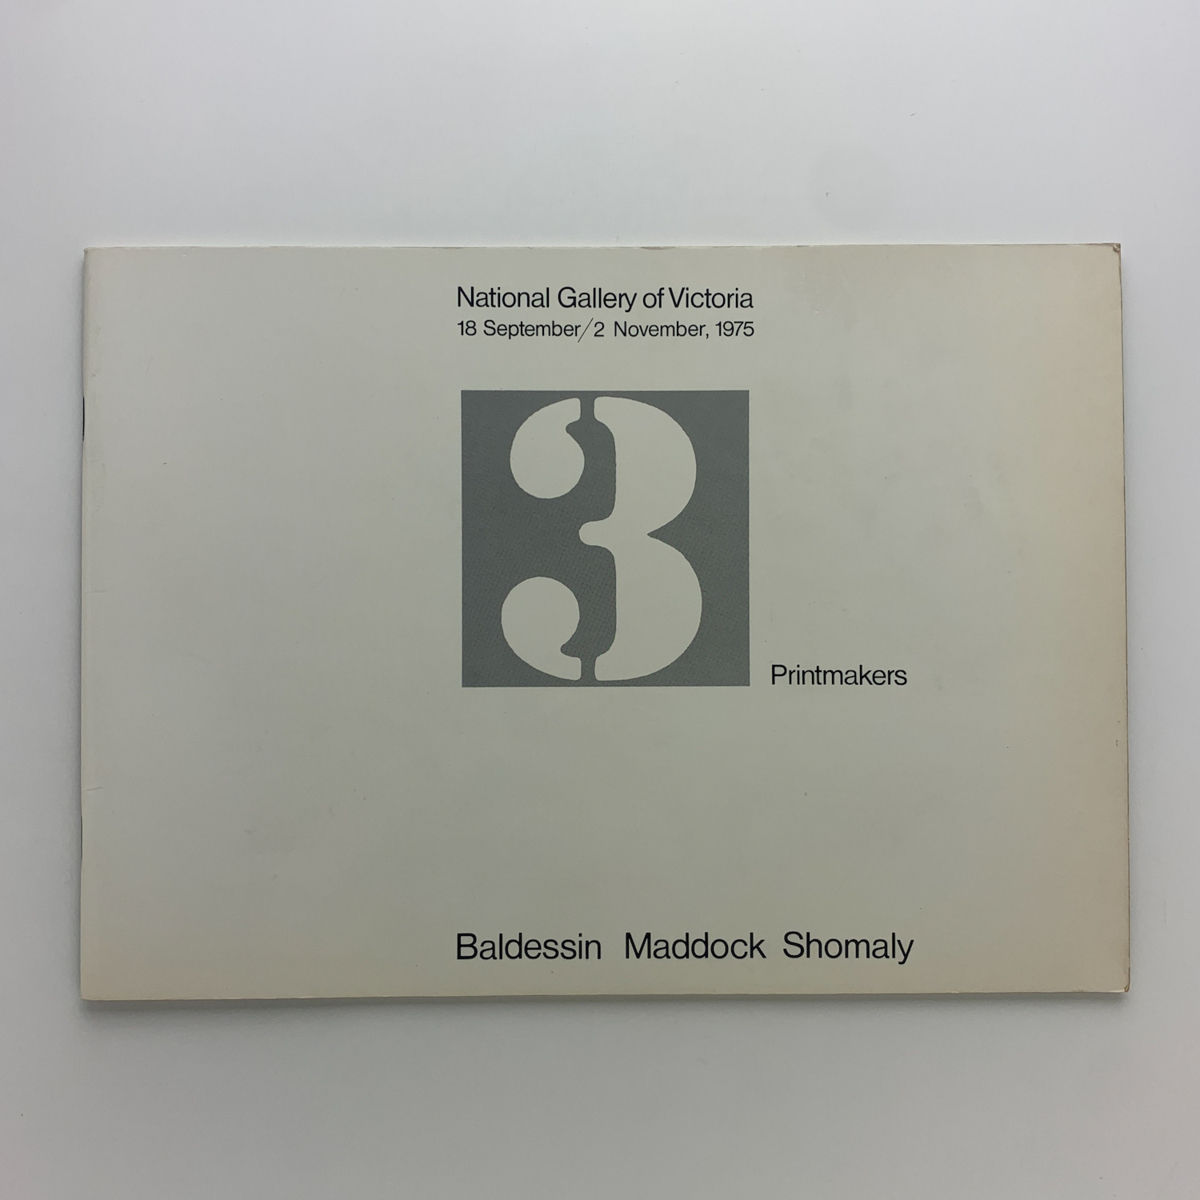 National Gallery of Victoria
18 September/2 November, 1975
3
Printmakers
Baldessin Maddock Shomaly